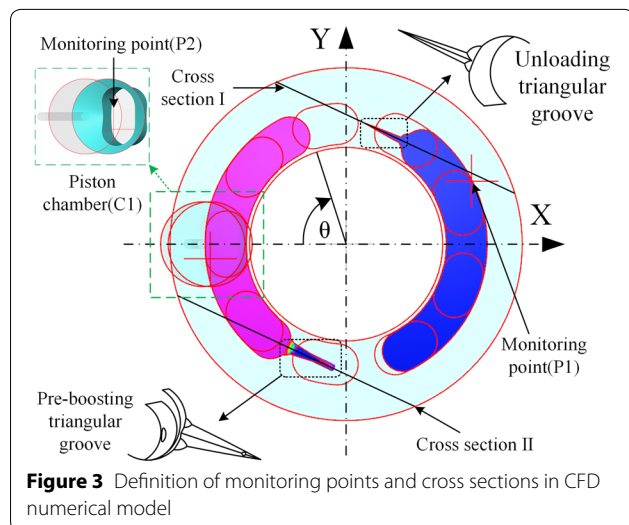 Monitoring point(P2)
Y
Cross
section I
Unloading
triangular
groove
Piston
chamber(C1)
θ
X
Monitoring
point(P1)
Pre-boosting
triangular
groove
Cross section II
Figure 3 Definition of monitoring points and cross sections in CFD
numerical model